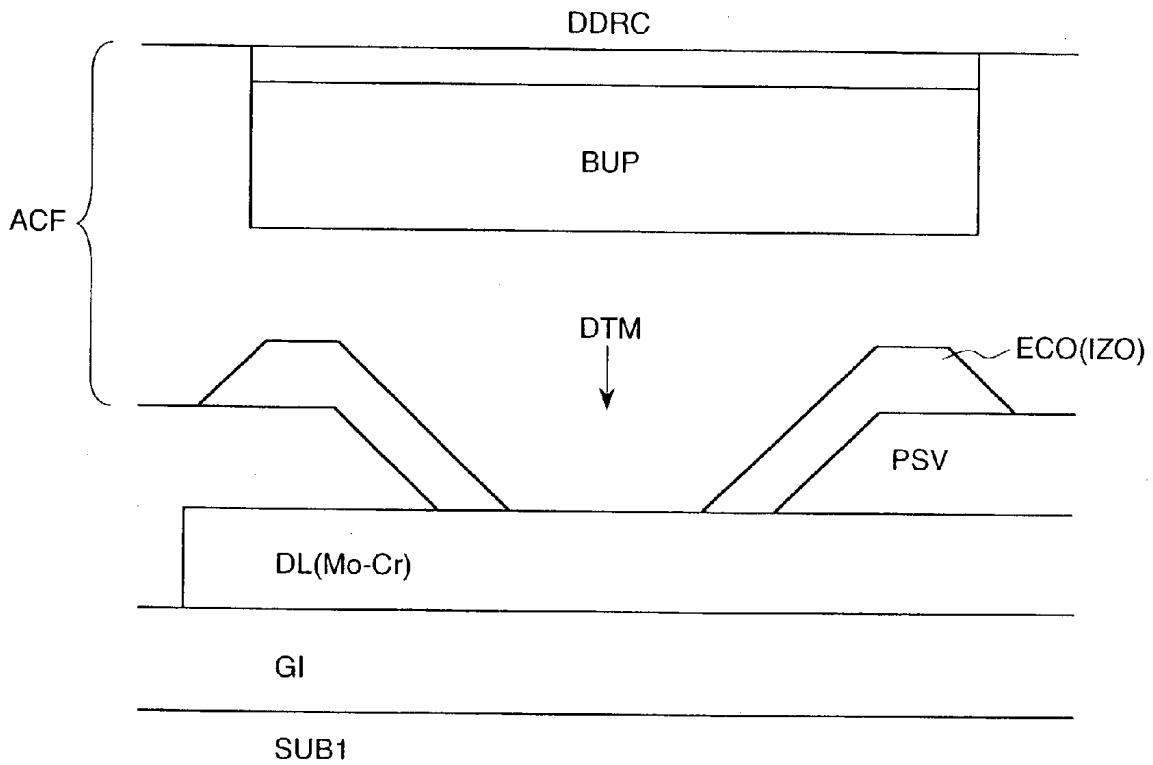 DDRC
BUP
ACF
DTM
ECO(IZO)
PSV
DL(Mo-Cr)
GI
SUB1